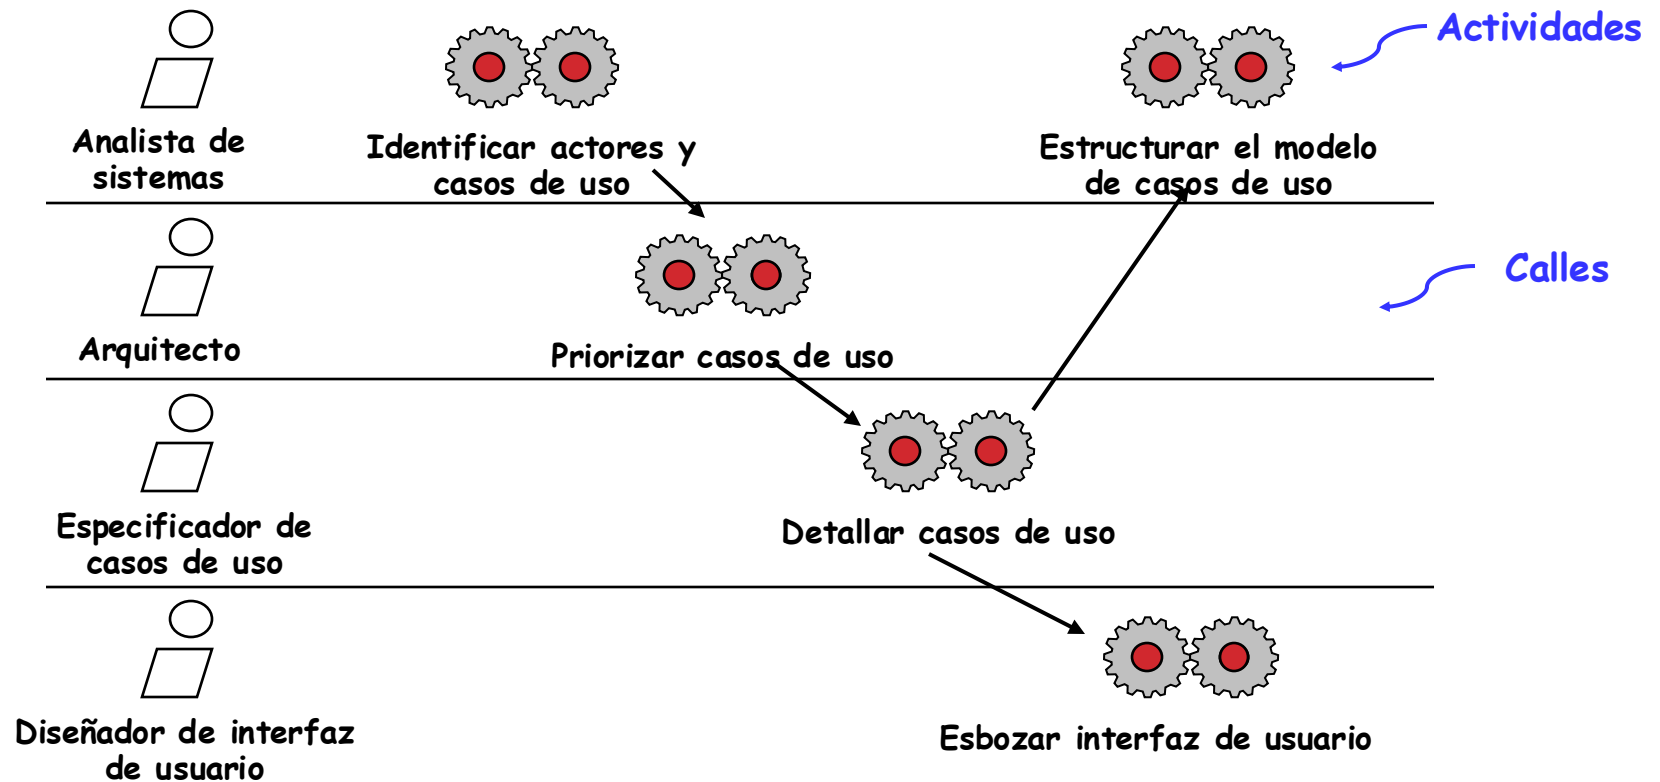 Actividades
Analista de
sistemas
Identificar actores y
casos de uso
Estructurar el modelo
de casos de uso
Calles
Arquitecto
Priorizar casos de uso
Especificador de
casos de uso
Detallar casos de uso
Diseñador de interfaz
de usuario
Esbozar interfaz de usuario